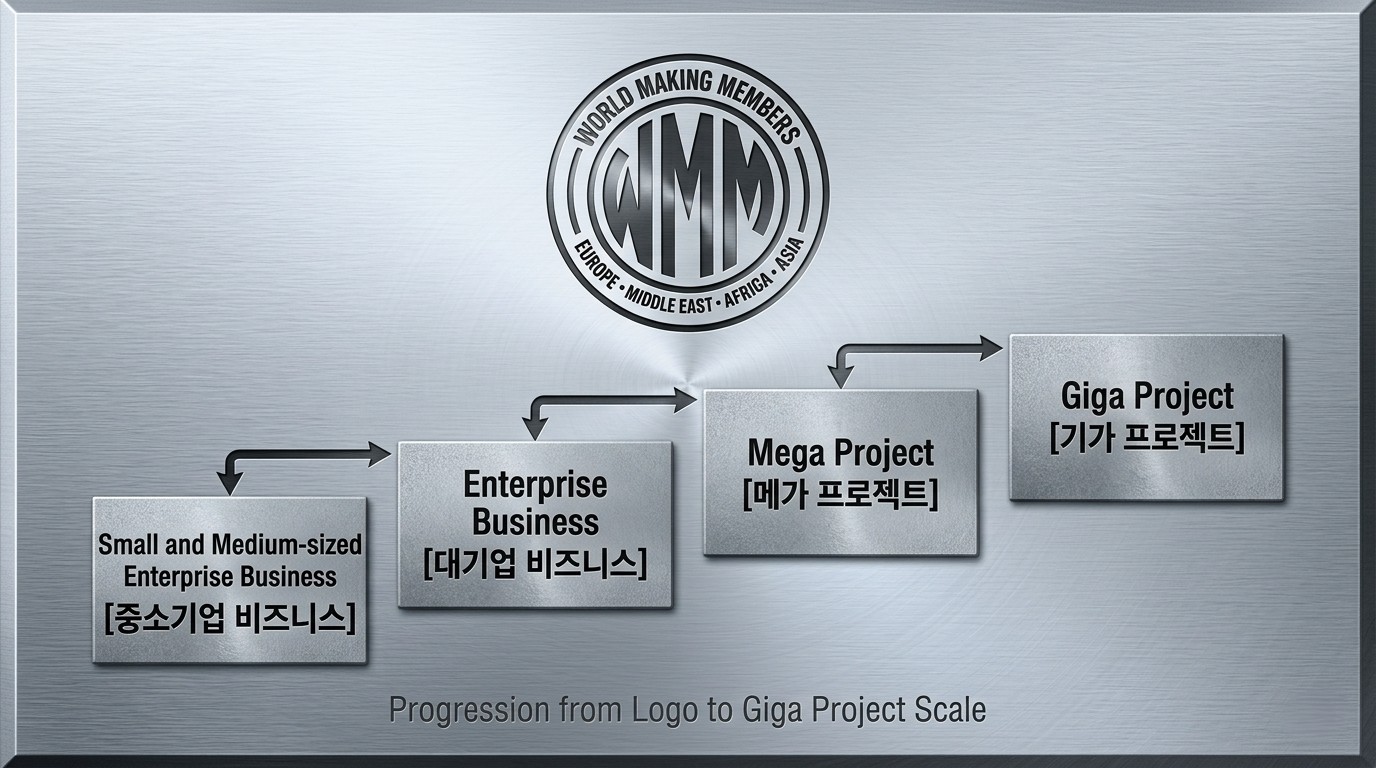 WORLD MAKING MEMBERS
WMM
EUROPE • MIDDLE EAST • AFRIGA • ASIA
Giga Project
[기가 프로젝트]
Mega Project
[메가 프로젝트]
Enterprise
Business
[대기업 비즈니스]
Small and Medium-sized
Enterprise Business
[중소기업 비즈니스]
Progression from Logo to Giga Project Scale